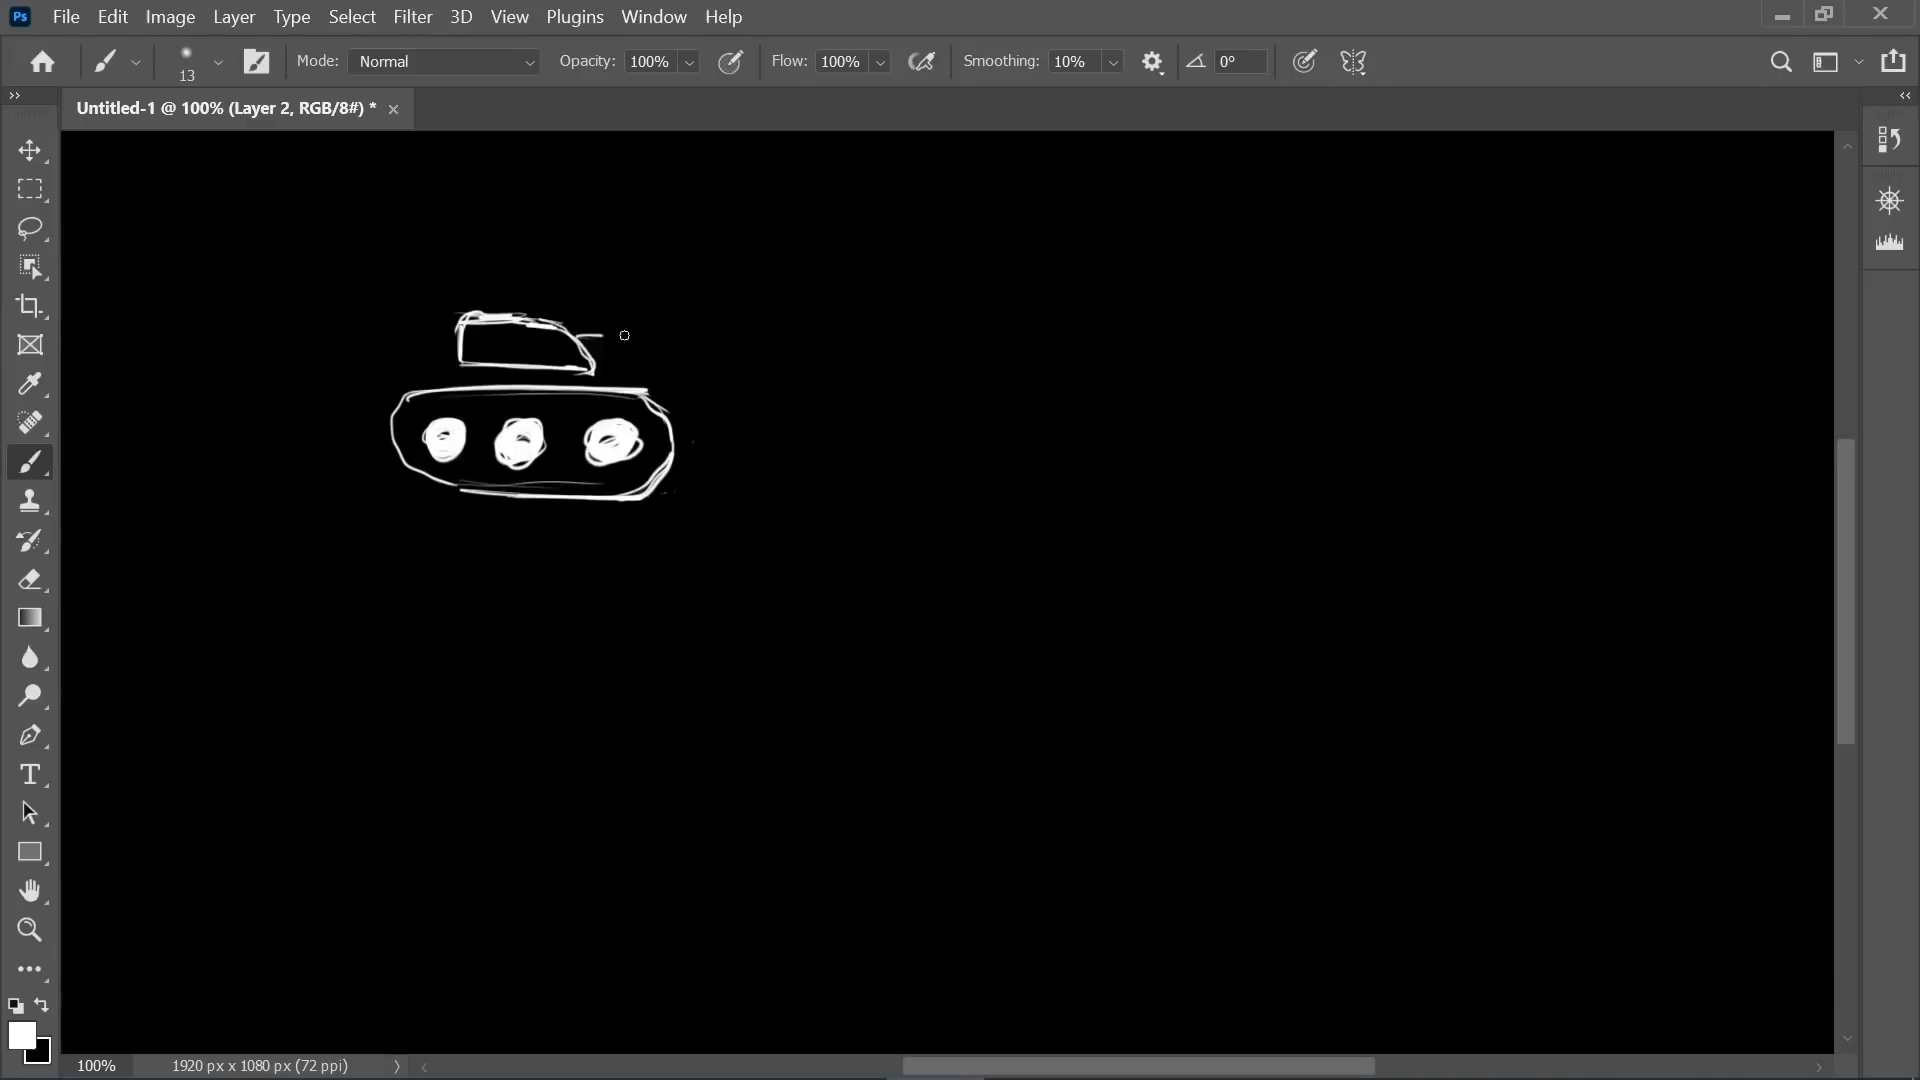 Ps File Edit Image Layer Type Select Filter 3D View Plugins Window Help
13 Mode: Normal Opacity: 100% Flow: 100% Smoothing: 10% 0°
Untitled-1 @ 100% (Layer 2, RGB/8#) *
100% 1920 px x 1080 px (72 ppi)